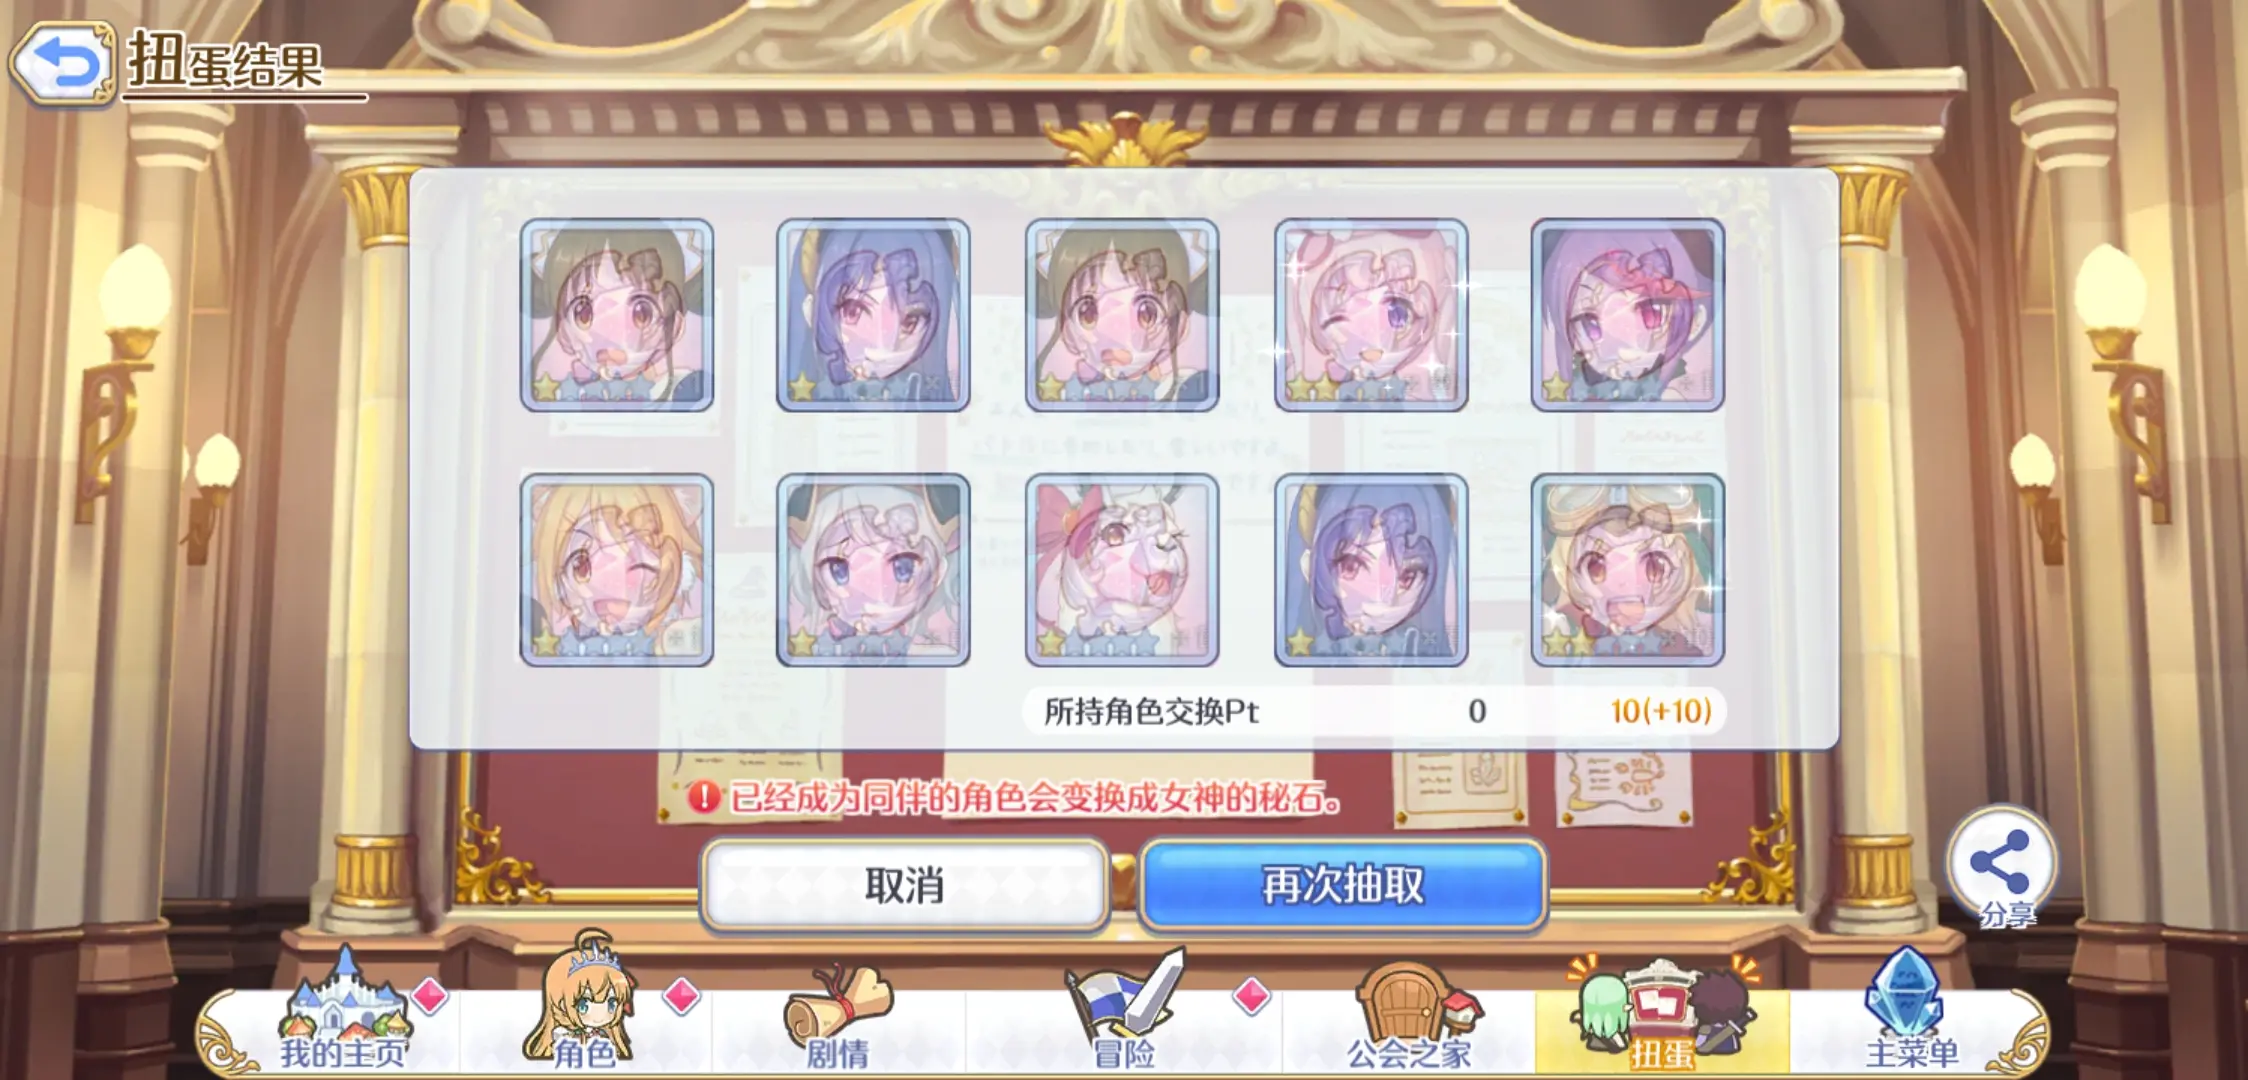 扭蛋结果
所持角色交换Pt 0 10(+10)
已经成为同伴的角色会变换成女神的秘石。
取消
再次抽取
分享
我的主页
角色
剧情
冒险
公会之家
扭蛋
主菜单